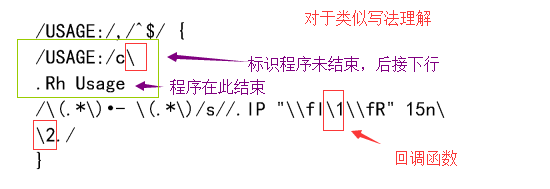 对于类似写法理解
/USAGE:/,/^$/ {
/USAGE:/c\
标识程序未结束，后接下行
.Rh Usage
程序在此结束
/\(.*\)•- \(.*\)/s//.IP "\\fI\1\\fR" 15n\
\2./
回调函数
}